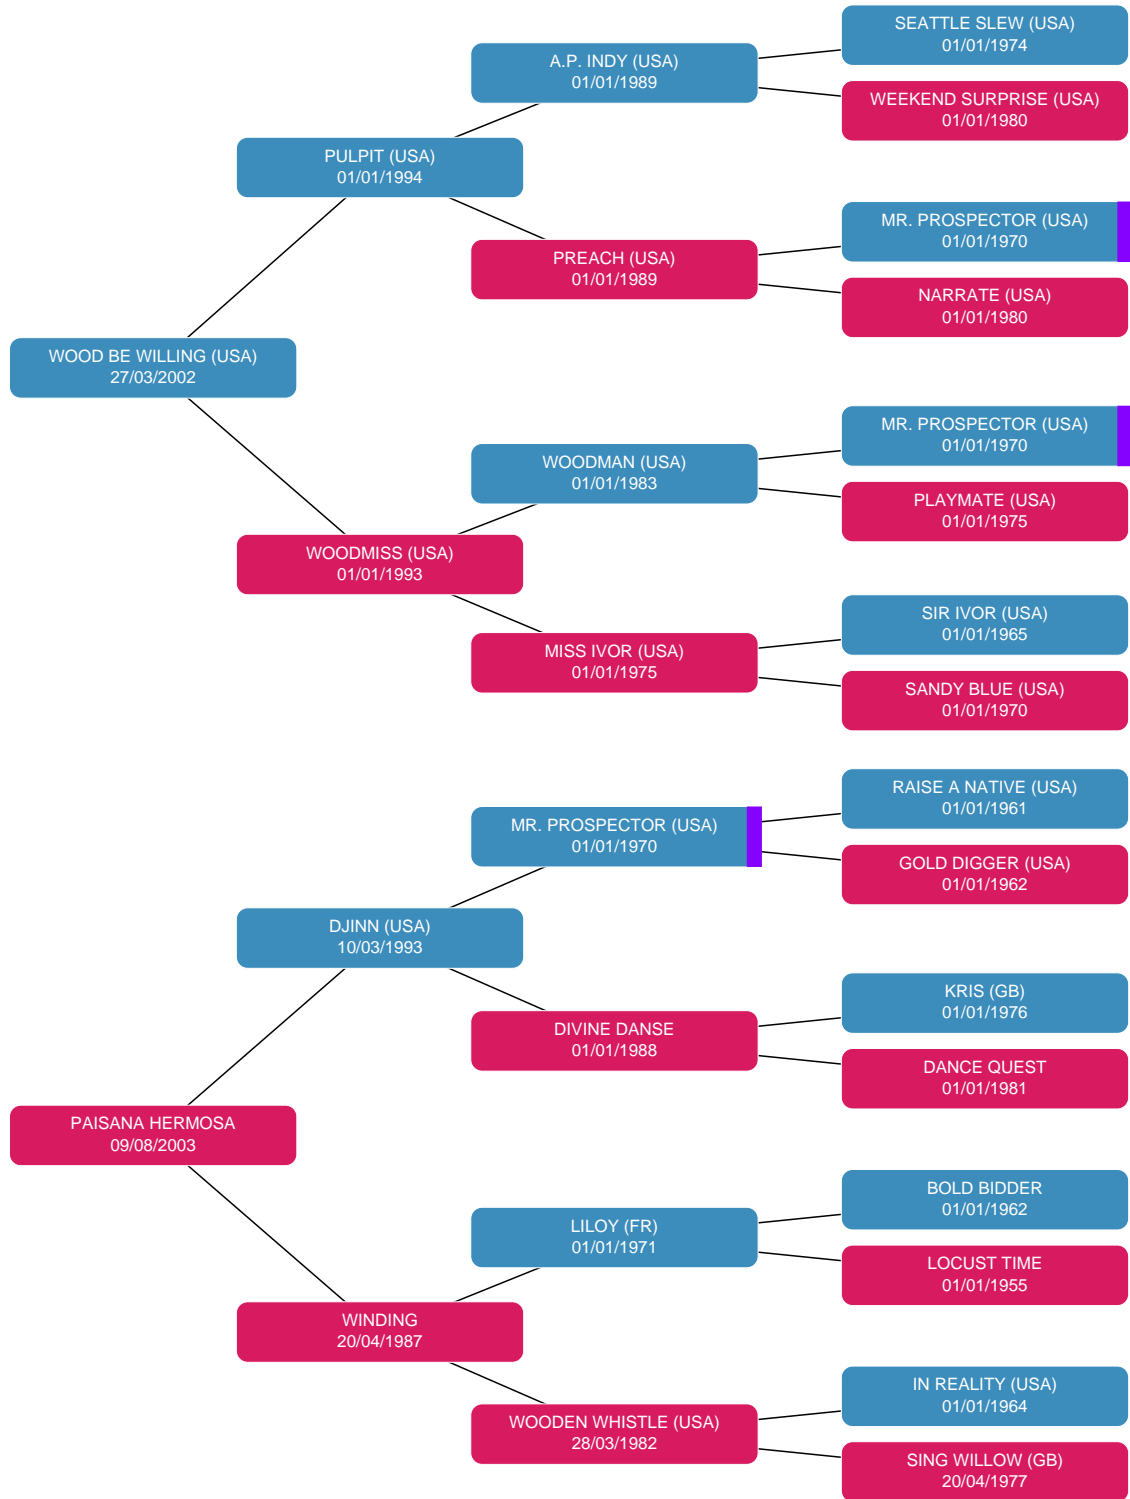 SEATTLE SLEW (USA)
01/01/1974
A.P. INDY (USA)
01/01/1989
WEEKEND SURPRISE (USA)
01/01/1980
PULPIT (USA)
01/01/1994
MR. PROSPECTOR (USA)
01/01/1970
PREACH (USA)
01/01/1989
NARRATE (USA)
01/01/1980
WOOD BE WILLING (USA)
27/03/2002
MR. PROSPECTOR (USA)
01/01/1970
WOODMAN (USA)
01/01/1983
PLAYMATE (USA)
01/01/1975
WOODMISS (USA)
01/01/1993
SIR IVOR (USA)
01/01/1965
MISS IVOR (USA)
01/01/1975
SANDY BLUE (USA)
01/01/1970
RAISE A NATIVE (USA)
01/01/1961
MR. PROSPECTOR (USA)
01/01/1970
GOLD DIGGER (USA)
01/01/1962
DJINN (USA)
10/03/1993
KRIS (GB)
01/01/1976
DIVINE DANSE
01/01/1988
DANCE QUEST
01/01/1981
PAISANA HERMOSA
09/08/2003
BOLD BIDDER
01/01/1962
LILOY (FR)
01/01/1971
LOCUST TIME
01/01/1955
WINDING
20/04/1987
IN REALITY (USA)
01/01/1964
WOODEN WHISTLE (USA)
28/03/1982
SING WILLOW (GB)
20/04/1977